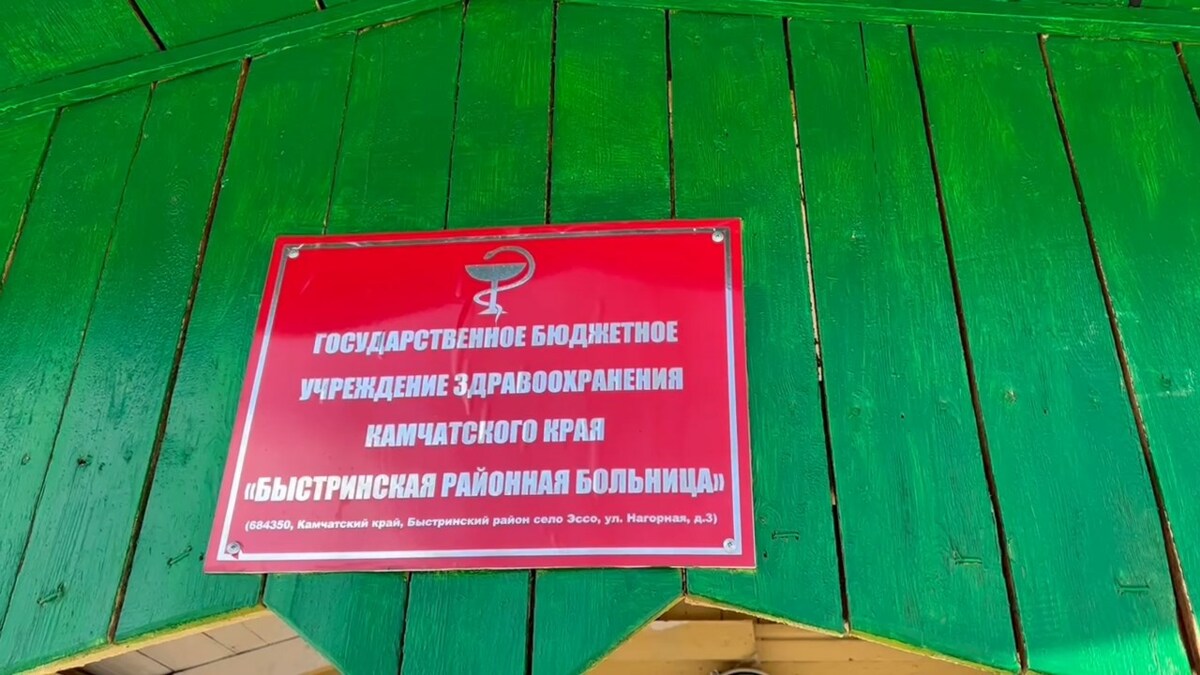 ГОСУДАРСТВЕННОЕ БЮДЖЕТНОЕ
УЧРЕЖДЕНИЕ ЗДРАВООХРАНЕНИЯ
КАМЧАТСКОГО КРАЯ
«БЫСТРИНСКАЯ РАЙОННАЯ БОЛЬНИЦА»
(684350, Камчатский край, Быстринский район село Эссо, ул. Нагорная, д.3)